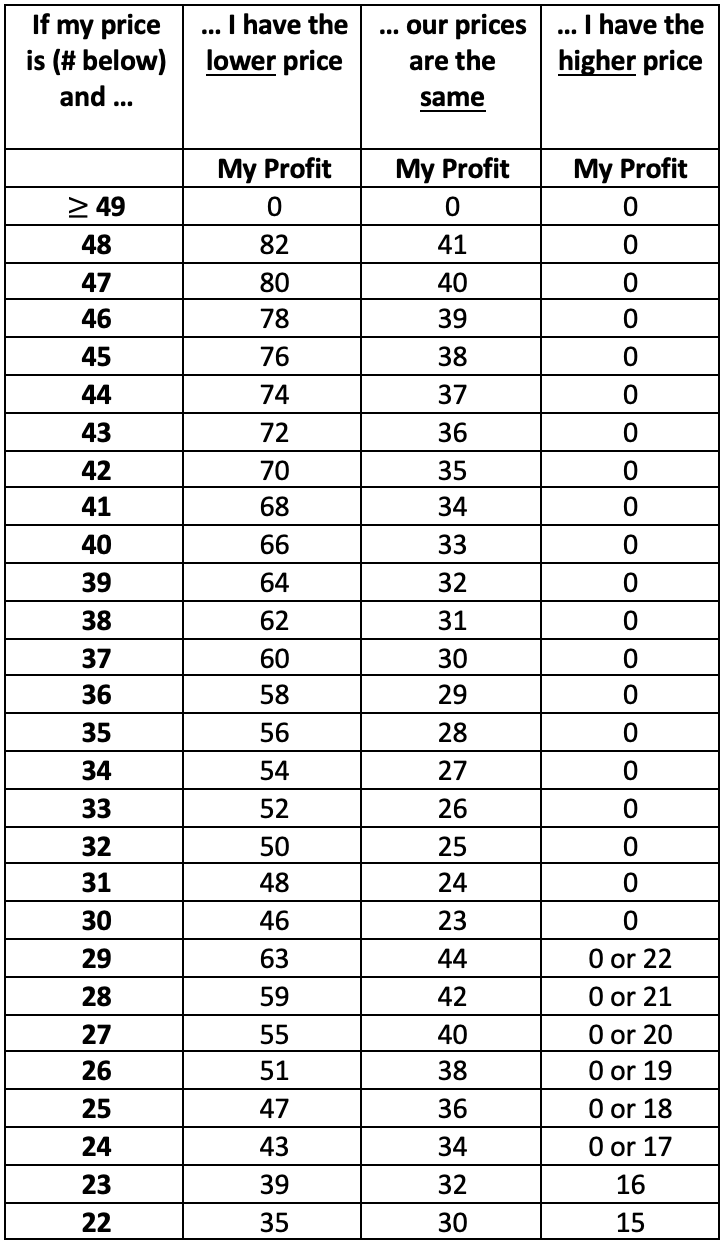 If my price is (# below) and ... | ... I have the lower price | ... our prices are the same | ... I have the higher price
My Profit | My Profit | My Profit
≥ 49 0 0 0
48 82 41 0
47 80 40 0
46 78 39 0
45 76 38 0
44 74 37 0
43 72 36 0
42 70 35 0
41 68 34 0
40 66 33 0
39 64 32 0
38 62 31 0
37 60 30 0
36 58 29 0
35 56 28 0
34 54 27 0
33 52 26 0
32 50 25 0
31 48 24 0
30 46 23 0
29 63 44 0 or 22
28 59 42 0 or 21
27 55 40 0 or 20
26 51 38 0 or 19
25 47 36 0 or 18
24 43 34 0 or 17
23 39 32 16
22 35 30 15